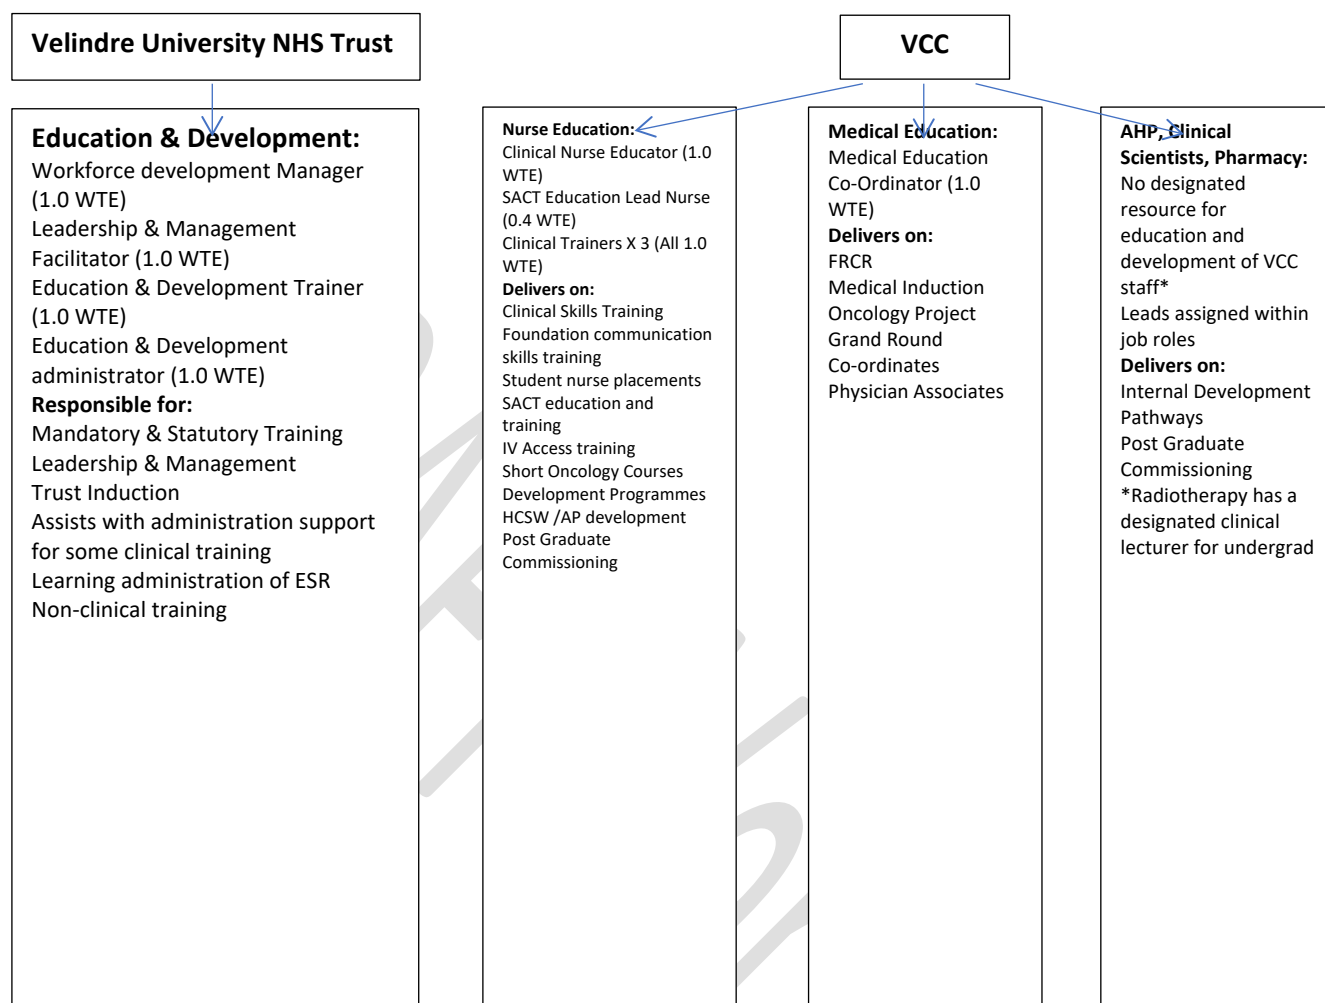 Velindre University NHS Trust
VCC
Education & Development:
Workforce development Manager
(1.0 WTE)
Leadership & Management
Facilitator (1.0 WTE)
Education & Development Trainer
(1.0 WTE)
Education & Development
administrator (1.0 WTE)
Responsible for:
Mandatory & Statutory Training
Leadership & Management
Trust Induction
Assists with administration support
for some clinical training
Learning administration of ESR
Non-clinical training
Nurse Education:
Clinical Nurse Educator (1.0
WTE)
SACT Education Lead Nurse
(0.4 WTE)
Clinical Trainers X 3 (All 1.0
WTE)
Delivers on:
Clinical Skills Training
Foundation communication
skills training
Student nurse placements
SACT education and
training
IV Access training
Short Oncology Courses
Development Programmes
HCSW /AP development
Post Graduate
Commissioning
Medical Education:
Medical Education
Co-Ordinator (1.0
WTE)
Delivers on:
FRCR
Medical Induction
Oncology Project
Grand Round
Co-ordinates
Physician Associates
AHP, Clinical
Scientists, Pharmacy:
No designated
resource for
education and
development of VCC
staff*
Leads assigned within
job roles
Delivers on:
Internal Development
Pathways
Post Graduate
Commissioning
*Radiotherapy has a
designated clinical
lecturer for undergrad